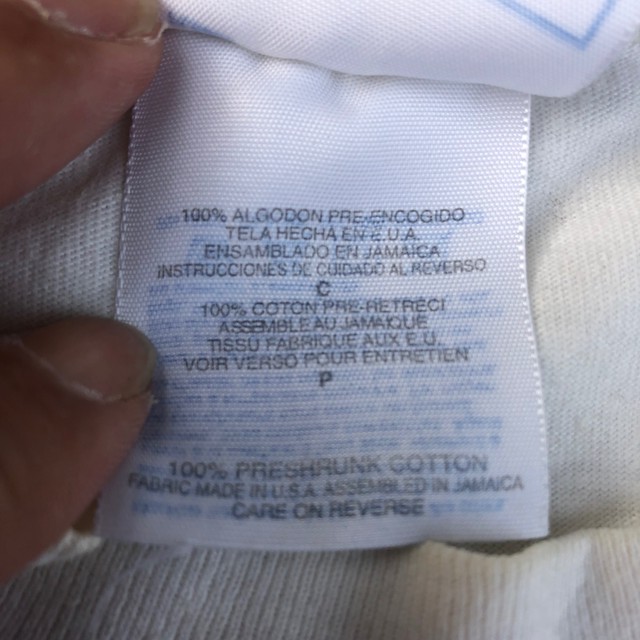 100% ALGODON PRE-ENCOGIDO
TELA HECHA EN E.U.A.
ENSAMBLADO EN JAMAICA
INSTRUCCIONES DE CUIDADO AL REVERSO
C
100% COTON PRE-RETRECI
ASSEMBLE AU JAMAIQUE
TISSU FABRIQUE AUX E.U.
VOIR VERSO POUR ENTRETIEN
P
100% PRESHRUNK COTTON
FABRIC MADE IN U.S.A. ASSEMBLED IN JAMAICA
CARE ON REVERSE